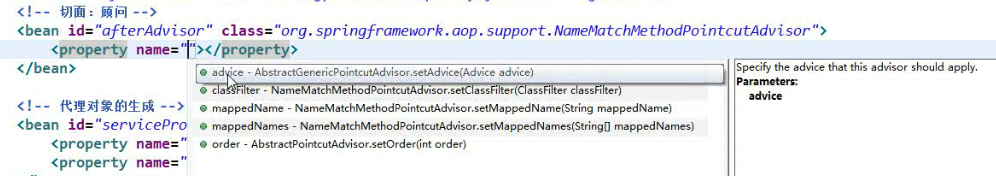 <!-- 切面：顾问 -->
<bean id="afterAdvisor" class="org.springframework.aop.support.NameMatchMethodPointcutAdvisor">
<property name=""></property>
</bean>
advice - AbstractGenericPointcutAdvisor.setAdvice(Advice advice)
classFilter - NameMatchMethodPointcutAdvisor.setClassFilter(ClassFilter classFilter)
mappedName - NameMatchMethodPointcutAdvisor.setMappedName(String mappedName)
mappedNames - NameMatchMethodPointcutAdvisor.setMappedNames(String[] mappedNames)
order - AbstractPointcutAdvisor.setOrder(int order)
Specify the advice that this advisor should apply.
Parameters:
advice
<!-- 代理对象的生成 -->
<bean id="servicePro
<property name="
<property name="